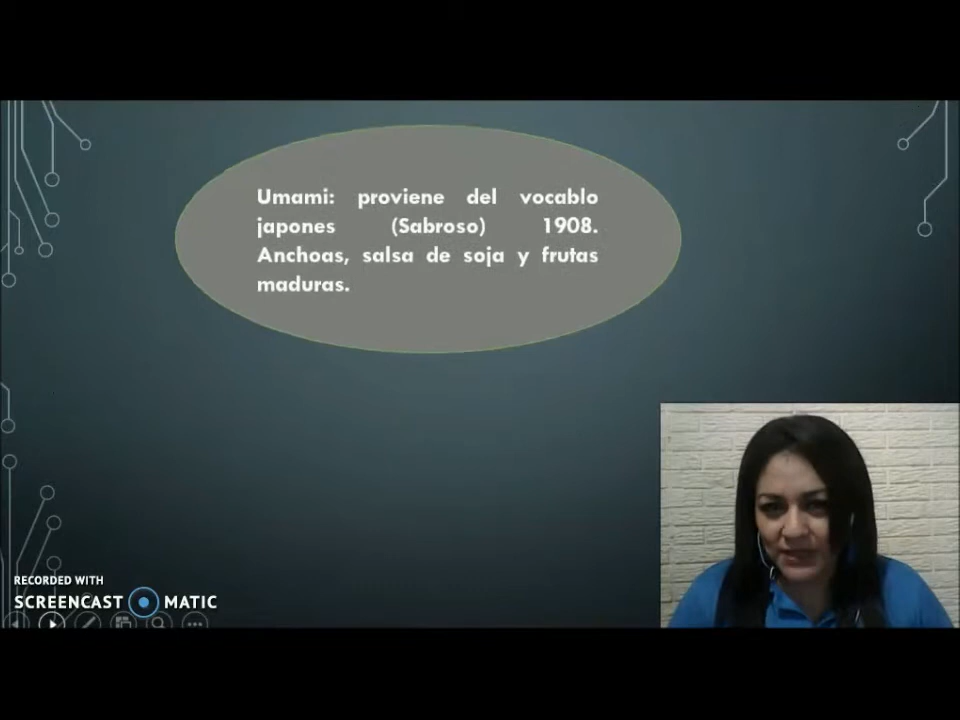 Umami: proviene del vocablo
japones (Sabroso) 1908.
Anchoas, salsa de soja y frutas
maduras.
RECORDED WITH
SCREENCAST MATIC